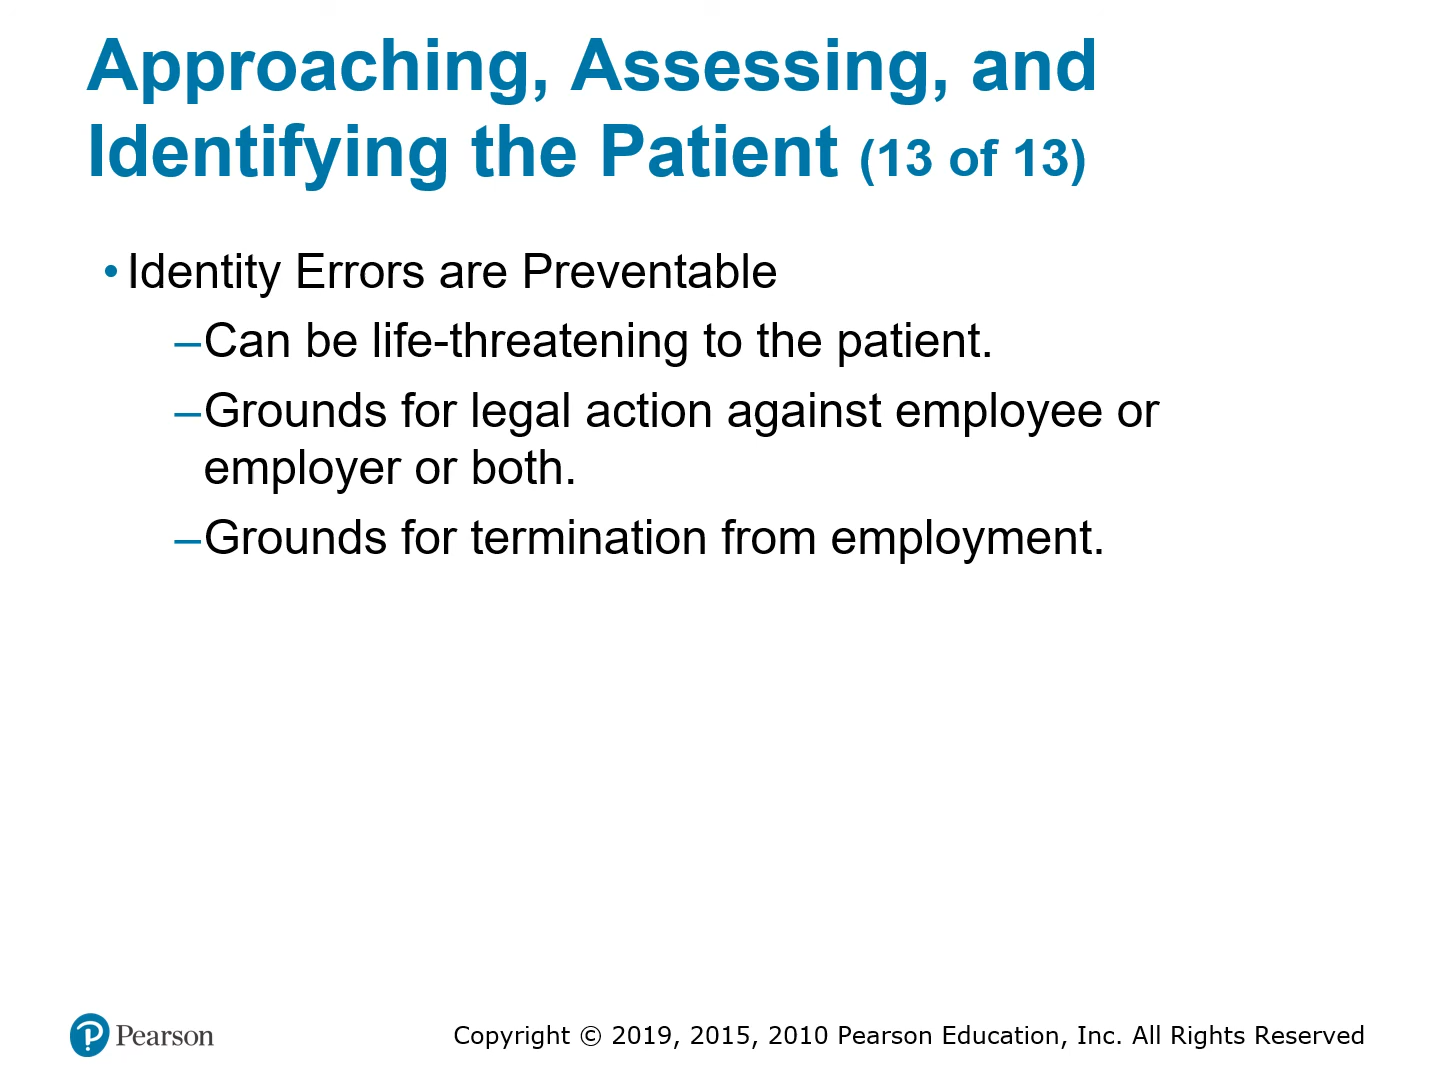 Approaching, Assessing, and
Identifying the Patient (13 of 13)
• Identity Errors are Preventable
–Can be life-threatening to the patient.
–Grounds for legal action against employee or
employer or both.
–Grounds for termination from employment.
Pearson
Copyright © 2019, 2015, 2010 Pearson Education, Inc. All Rights Reserved